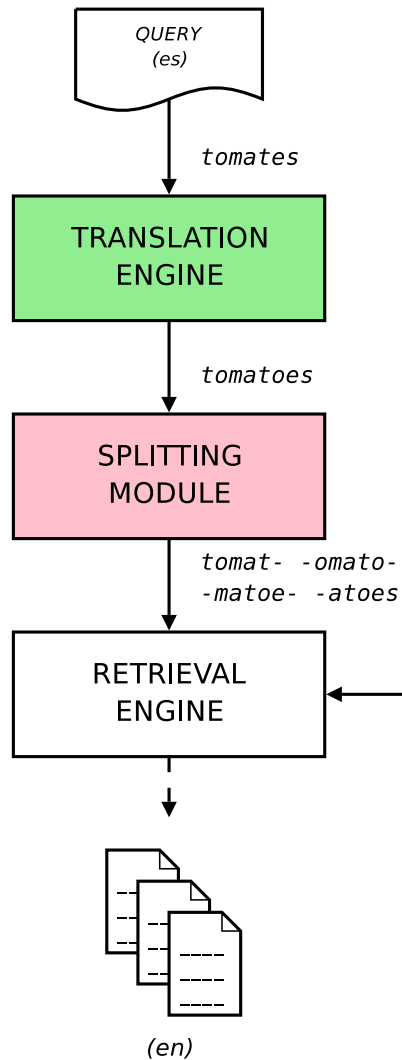 QUERY
(es)
tomates
TRANSLATION
ENGINE
tomatoes
SPLITTING
MODULE
tomat- -omato-
-matoe- -atoes
RETRIEVAL
ENGINE
(en)